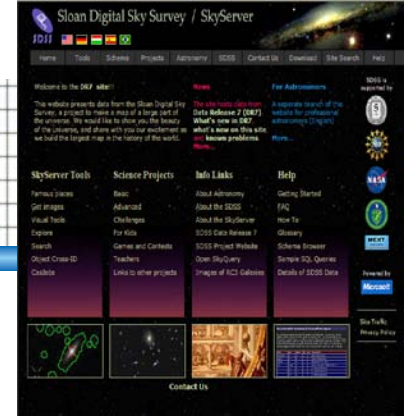 Sloan Digital Sky Survey / SkyServer
SDSS
Home Tools Schema Projects Astronomy SDSS Contact Us Download Site Search Help
Welcome to the DR7 site!!
This website presents data from the Sloan Digital Sky Survey, a project to make a map of a large part of the universe. We would like to show you the beauty of the universe, and share with you our excitement as we build the largest map in the history of the world.
News
The site hosts data from
Data Release 7 (DR7).
What's new in DR7,
what's new on this site,
and known problems.
More...
For Astronomers
A separate branch of this
website for professional
astronomers (English)
More...
SDSS is
supported by
NASA
MEXT
Powered by
Microsoft
Site Traffic
Privacy Policy
SkyServer Tools
Famous places
Get images
Visual Tools
Explore
Search
Object Cross-ID
CasJobs
Science Projects
Basic
Advanced
Challenges
For Kids
Games and Contests
Teachers
Links to other projects
Info Links
About Astronomy
About the SDSS
About the SkyServer
SDSS Data Release 7
SDSS Project Website
Open SkyQuery
Images of RC3 Galaxies
Help
Getting Started
FAQ
How To
Glossary
Schema Browser
Sample SQL Queries
Details of SDSS Data
Contact Us